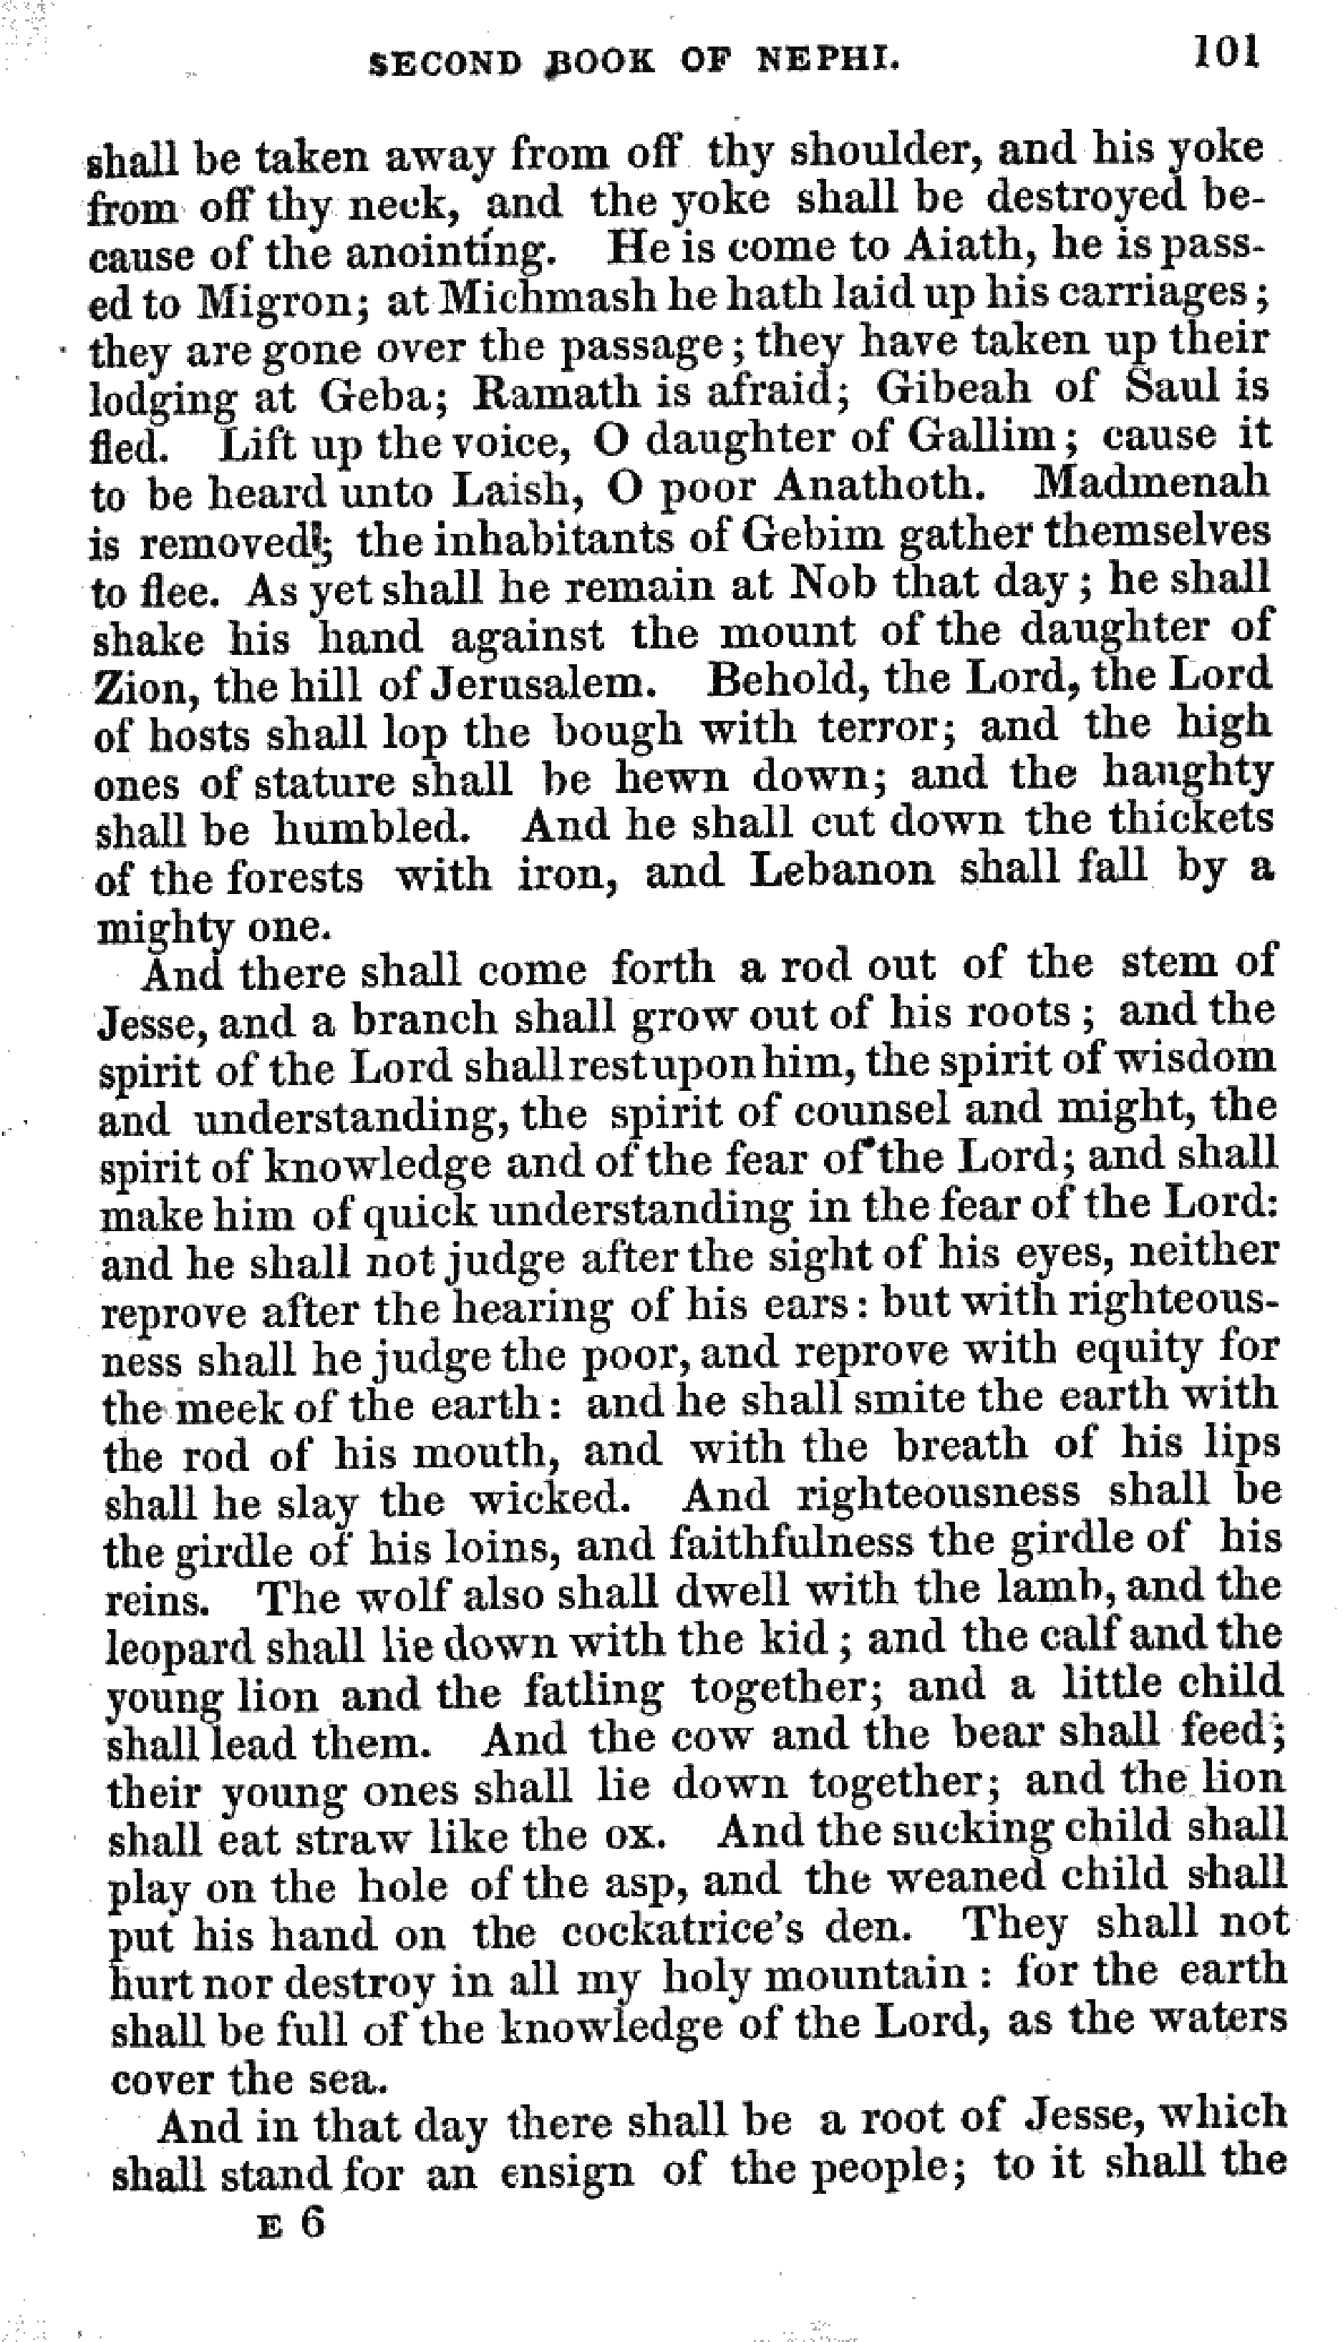 SECOND BOOK OF NEPHI. 101
shall be taken away from off thy shoulder, and his yoke
from off thy neck, and the yoke shall be destroyed be-
cause of the anointing. He is come to Aiath, he is pass-
ed to Migron; at Michmash he hath laid up his carriages;
they are gone over the passage; they have taken up their
lodging at Geba; Ramath is afraid; Gibeah of Saul is
fled. Lift up the voice, O daughter of Gallim; cause it
to be heard unto Laish, O poor Anathoth. Madmenah
is removed; the inhabitants of Gebim gather themselves
to flee. As yet shall he remain at Nob that day; he shall
shake his hand against the mount of the daughter of
Zion, the hill of Jerusalem. Behold, the Lord, the Lord
of hosts shall lop the bough with terror; and the high
ones of stature shall be hewn down; and the haughty
shall be humbled. And he shall cut down the thickets
of the forests with iron, and Lebanon shall fall by a
mighty one.
And there shall come forth a rod out of the stem of
Jesse, and a branch shall grow out of his roots; and the
spirit of the Lord shall rest upon him, the spirit of wisdom
and understanding, the spirit of counsel and might, the
spirit of knowledge and of the fear of the Lord; and shall
make him of quick understanding in the fear of the Lord:
and he shall not judge after the sight of his eyes, neither
reprove after the hearing of his ears: but with righteous-
ness shall he judge the poor, and reprove with equity for
the meek of the earth: and he shall smite the earth with
the rod of his mouth, and with the breath of his lips
shall he slay the wicked. And righteousness shall be
the girdle of his loins, and faithfulness the girdle of his
reins. The wolf also shall dwell with the lamb, and the
leopard shall lie down with the kid; and the calf and the
young lion and the fatling together; and a little child
shall lead them. And the cow and the bear shall feed;
their young ones shall lie down together; and the lion
shall eat straw like the ox. And the sucking child shall
play on the hole of the asp, and the weaned child shall
put his hand on the cockatrice's den. They shall not
hurt nor destroy in all my holy mountain: for the earth
shall be full of the knowledge of the Lord, as the waters
cover the sea.
And in that day there shall be a root of Jesse, which
shall stand for an ensign of the people; to it shall the
E 6